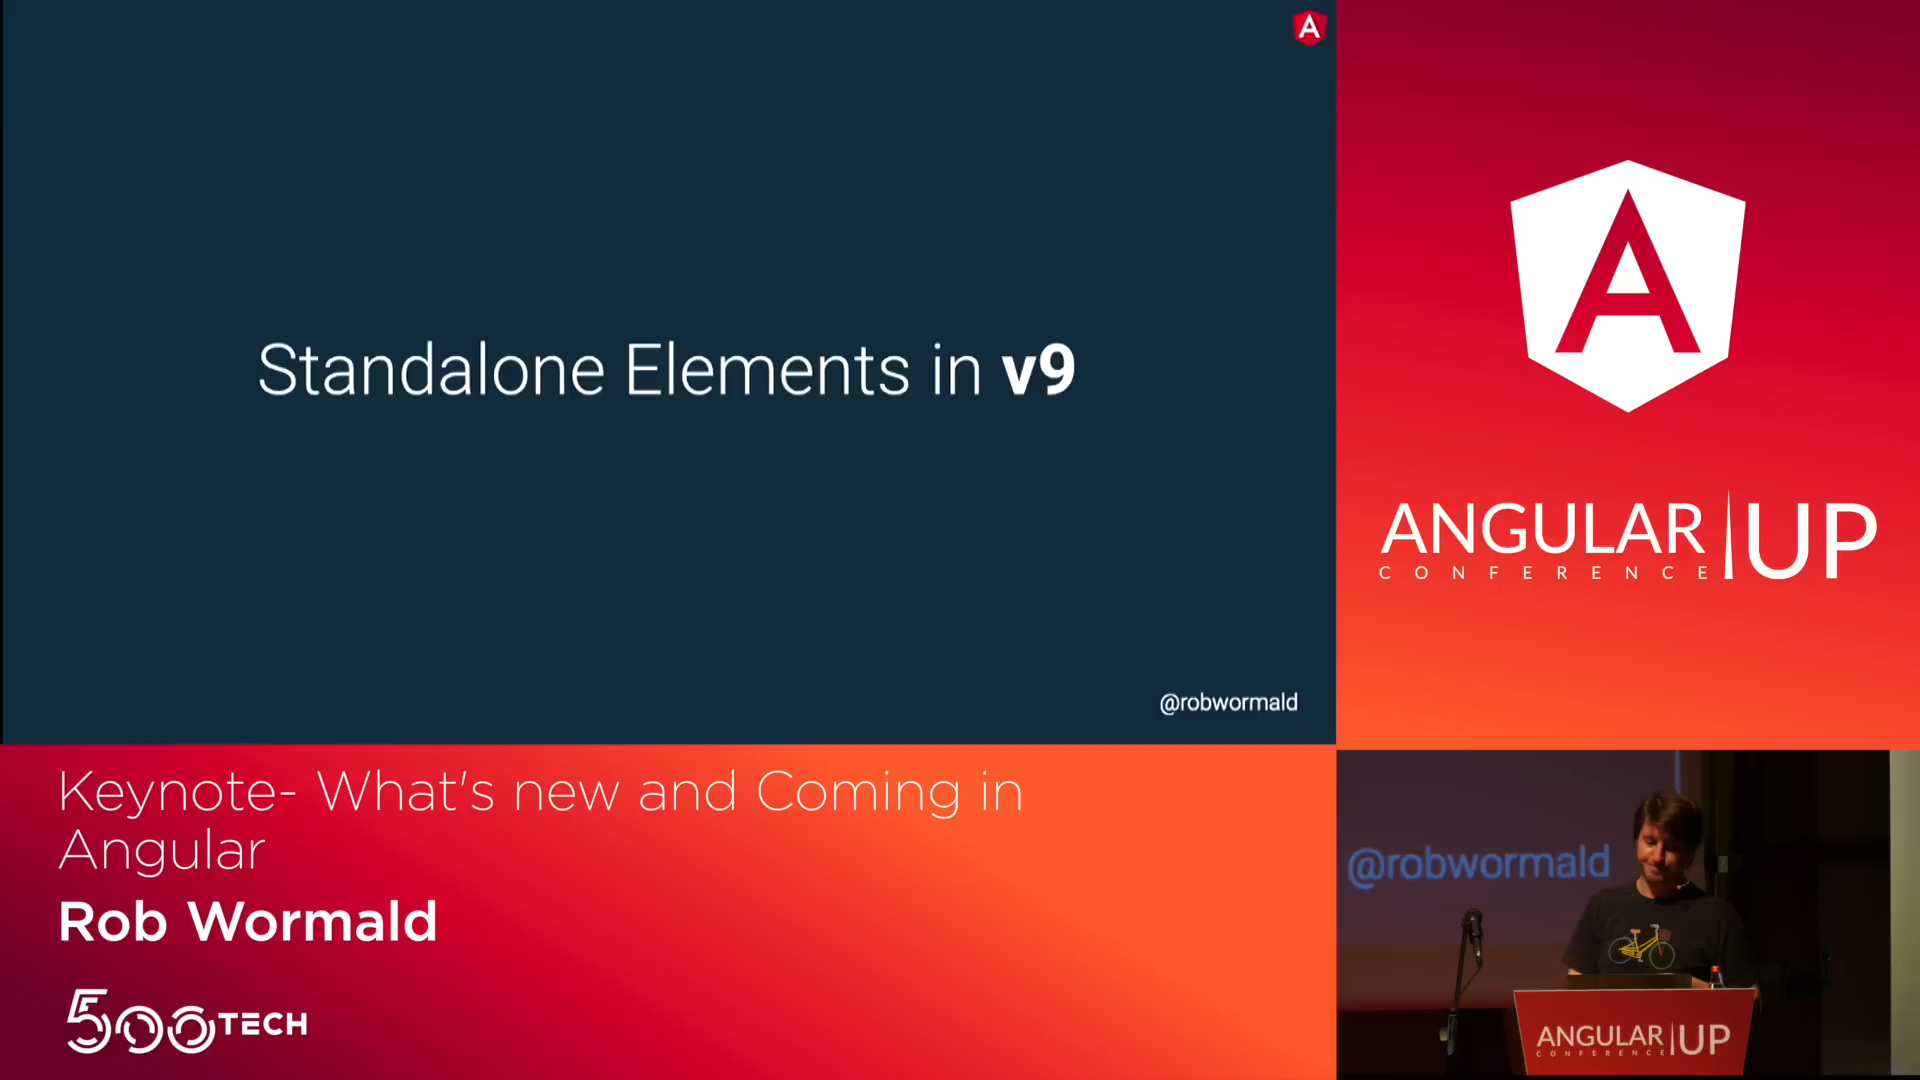 Standalone Elements in v9
@robwormald
ANGULAR UP
CONFERENCE
Keynote- What's new and Coming in
Angular
Rob Wormald
500TECH
@robwormald
ANGULAR UP
CONFERENCE